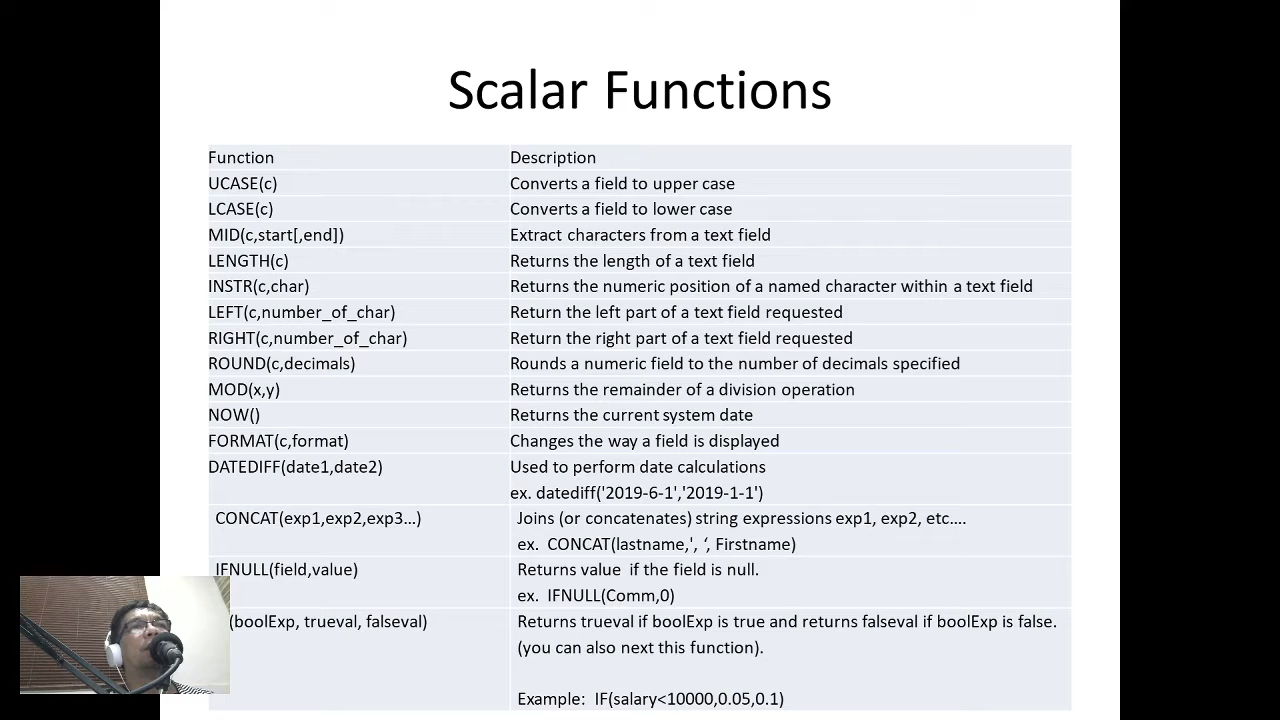 Scalar Functions
Function Description
UCASE(c) Converts a field to upper case
LCASE(c) Converts a field to lower case
MID(c,start[,end]) Extract characters from a text field
LENGTH(c) Returns the length of a text field
INSTR(c,char) Returns the numeric position of a named character within a text field
LEFT(c,number_of_char) Return the left part of a text field requested
RIGHT(c,number_of_char) Return the right part of a text field requested
ROUND(c,decimals) Rounds a numeric field to the number of decimals specified
MOD(x,y) Returns the remainder of a division operation
NOW() Returns the current system date
FORMAT(c,format) Changes the way a field is displayed
DATEDIFF(date1,date2) Used to perform date calculations
ex. datediff('2019-6-1','2019-1-1')
CONCAT(exp1,exp2,exp3...) Joins (or concatenates) string expressions exp1, exp2, etc....
ex. CONCAT(lastname,', ‘, Firstname)
IFNULL(field,value) Returns value if the field is null.
ex. IFNULL(Comm,0)
(boolExp, trueval, falseval) Returns trueval if boolExp is true and returns falseval if boolExp is false.
(you can also next this function).
Example: IF(salary<10000,0.05,0.1)